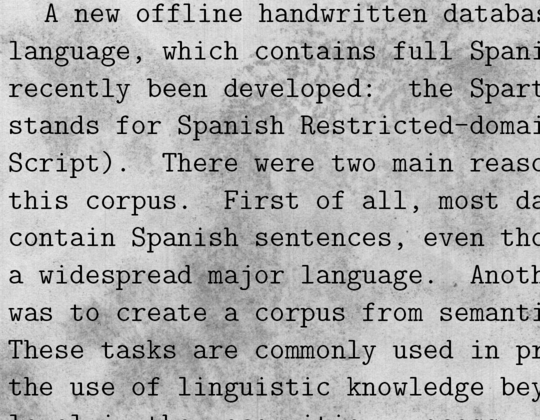 A new offline handwritten databas
language, which contains full Spani
recently been developed: the Spart
stands for Spanish Restricted-domai
Script). There were two main reaso
this corpus. First of all, most da
contain Spanish sentences, even tho
a widespread major language. Anoth
was to create a corpus from semanti
These tasks are commonly used in pr
the use of linguistic knowledge bey